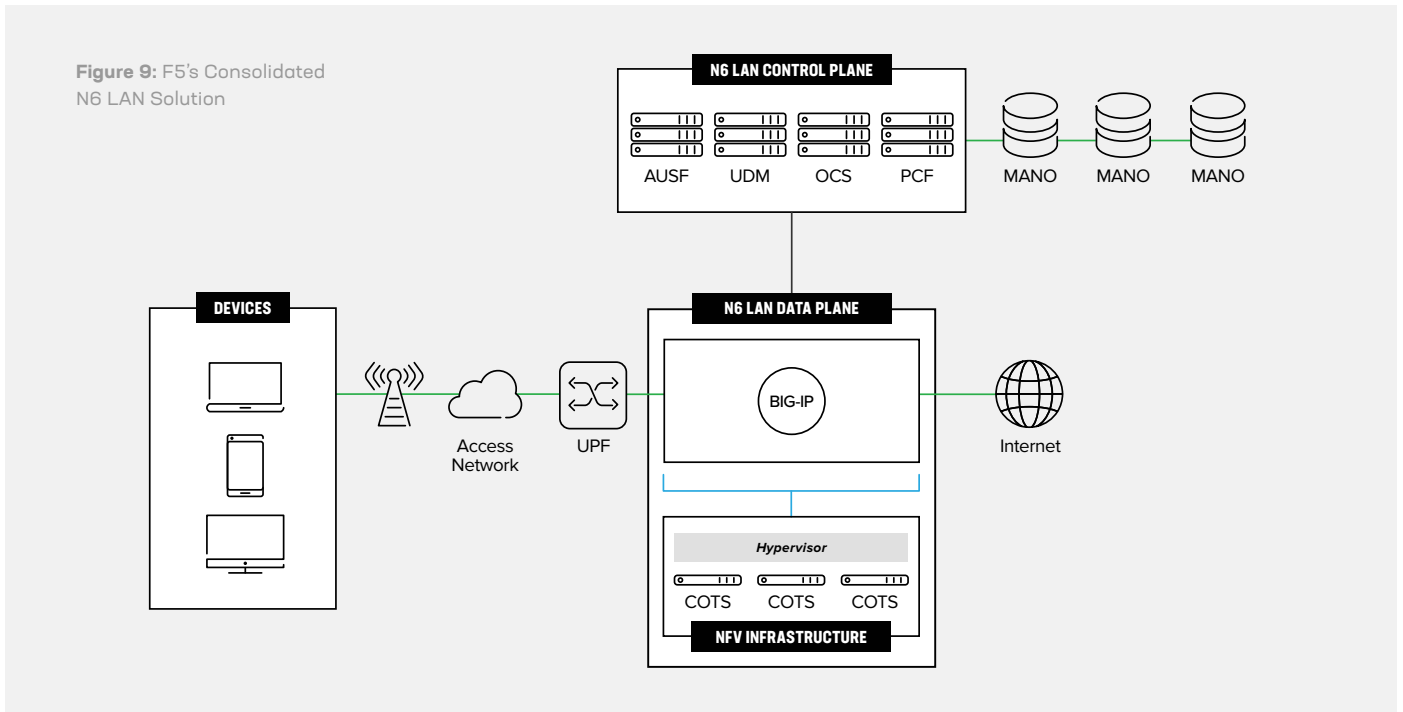 Figure 9: F5's Consolidated
N6 LAN Solution
N6 LAN CONTROL PLANE
AUSF
UDM
OCS
PCF
MANO
MANO
MANO
DEVICES
Access
Network
UPF
N6 LAN DATA PLANE
BIG-IP
Internet
Hypervisor
COTS
COTS
COTS
NFV INFRASTRUCTURE